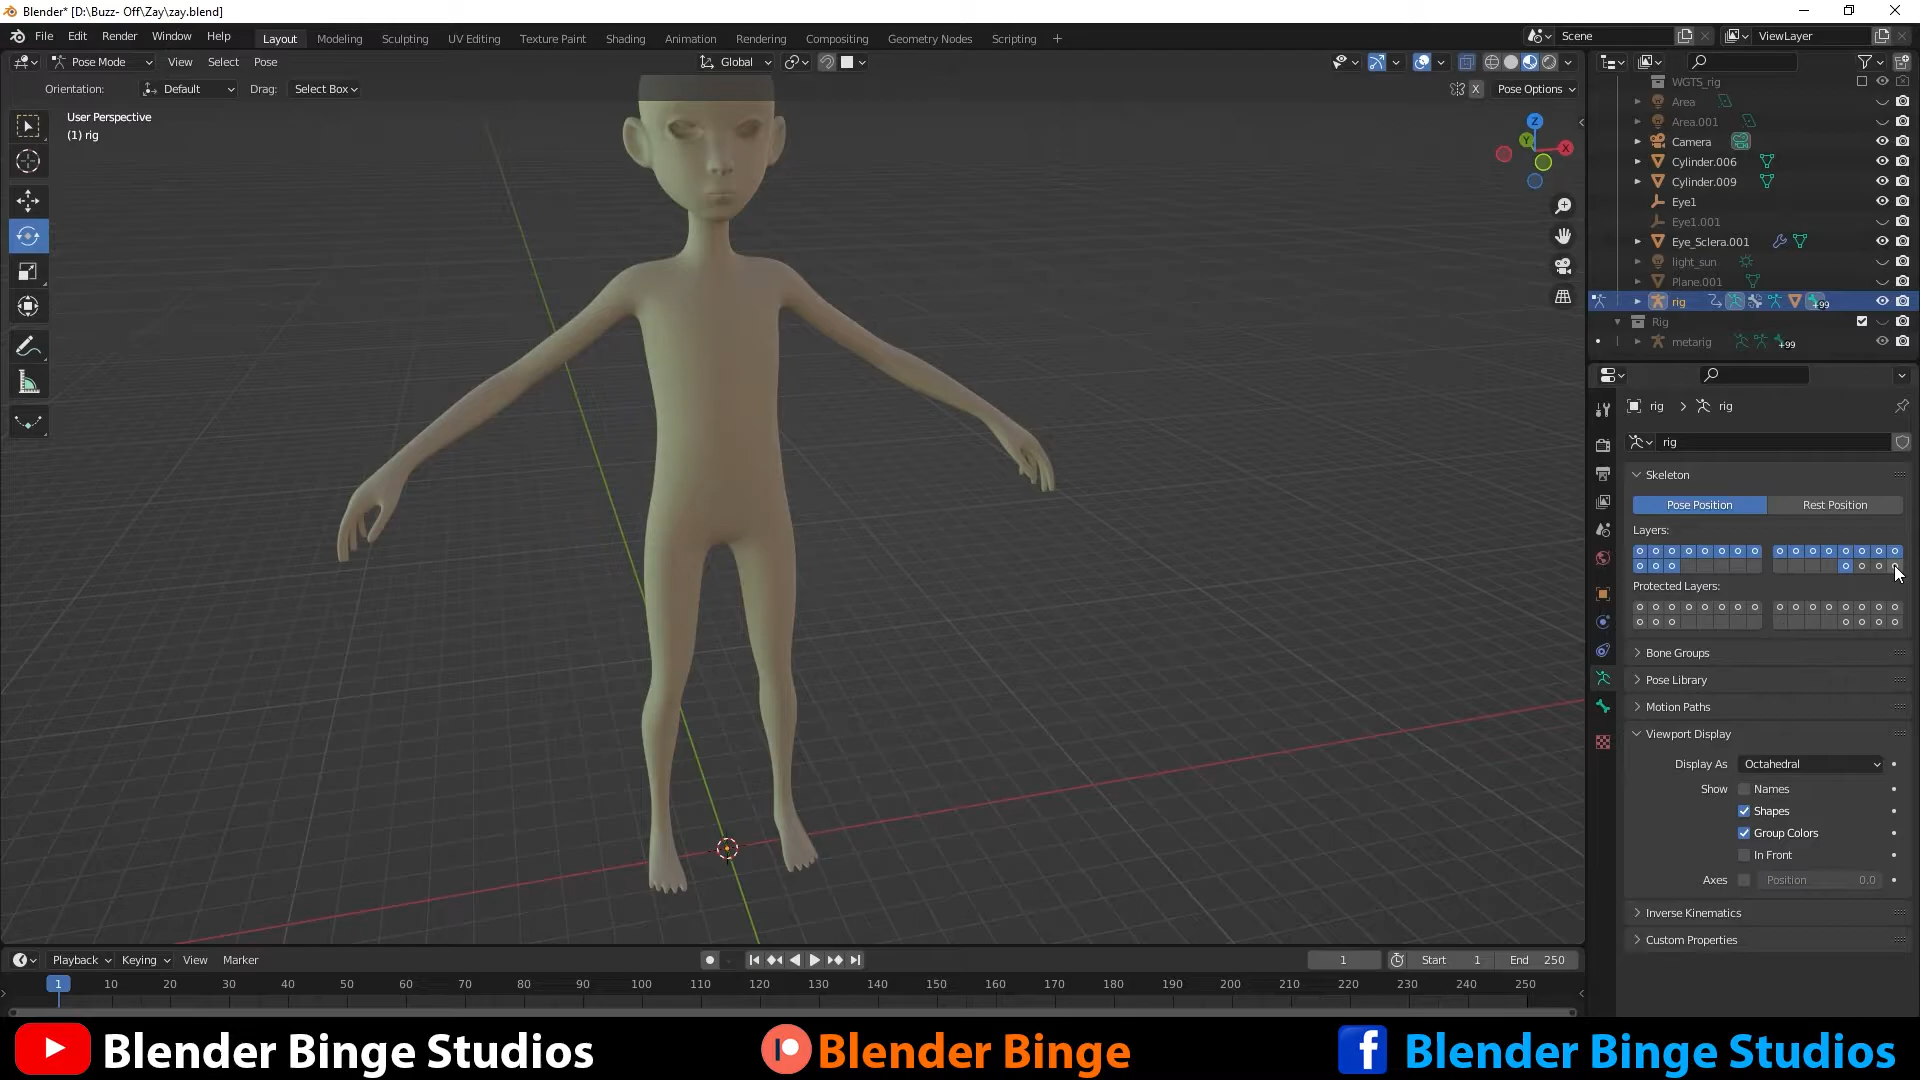 Blender* [D:\Buzz- Off\Zay\zay.blend]
File Edit Render Window Help Layout Modeling Sculpting UV Editing Texture Paint Shading Animation Rendering Compositing Geometry Nodes Scripting + Scene ViewLayer
Pose Mode View Select Pose Global
Orientation: Default Drag: Select Box X Pose Options
User Perspective
(1) rig
Z
Y
X
WGTS_rig
Area
Area.001
Camera
Cylinder.006
Cylinder.009
Eye1
Eye1.001
Eye_Sclera.001
light_sun
Plane.001
rig +99
Rig
metarig +99
rig > rig
rig
Skeleton
Pose Position Rest Position
Layers:
Protected Layers:
Bone Groups
Pose Library
Motion Paths
Viewport Display
Display As Octahedral
Show Names
Shapes
Group Colors
In Front
Axes Position 0.0
Inverse Kinematics
Custom Properties
Playback Keying View Marker 1 Start 1 End 250
1 10 20 30 40 50 60 70 80 90 100 110 120 130 140 150 160 170 180 190 200 210 220 230 240 250
Blender Binge Studios Blender Binge Blender Binge Studios